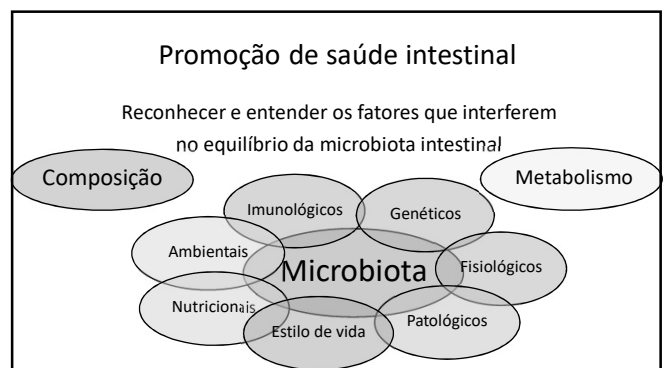 Promoção de saúde intestinal
Reconhecer e entender os fatores que interferem
no equilíbrio da microbiota intestinal
Composição
Metabolismo
Imunológicos
Genéticos
Ambientais
Microbiota
Fisiológicos
Nutricionais
Estilo de vida
Patológicos